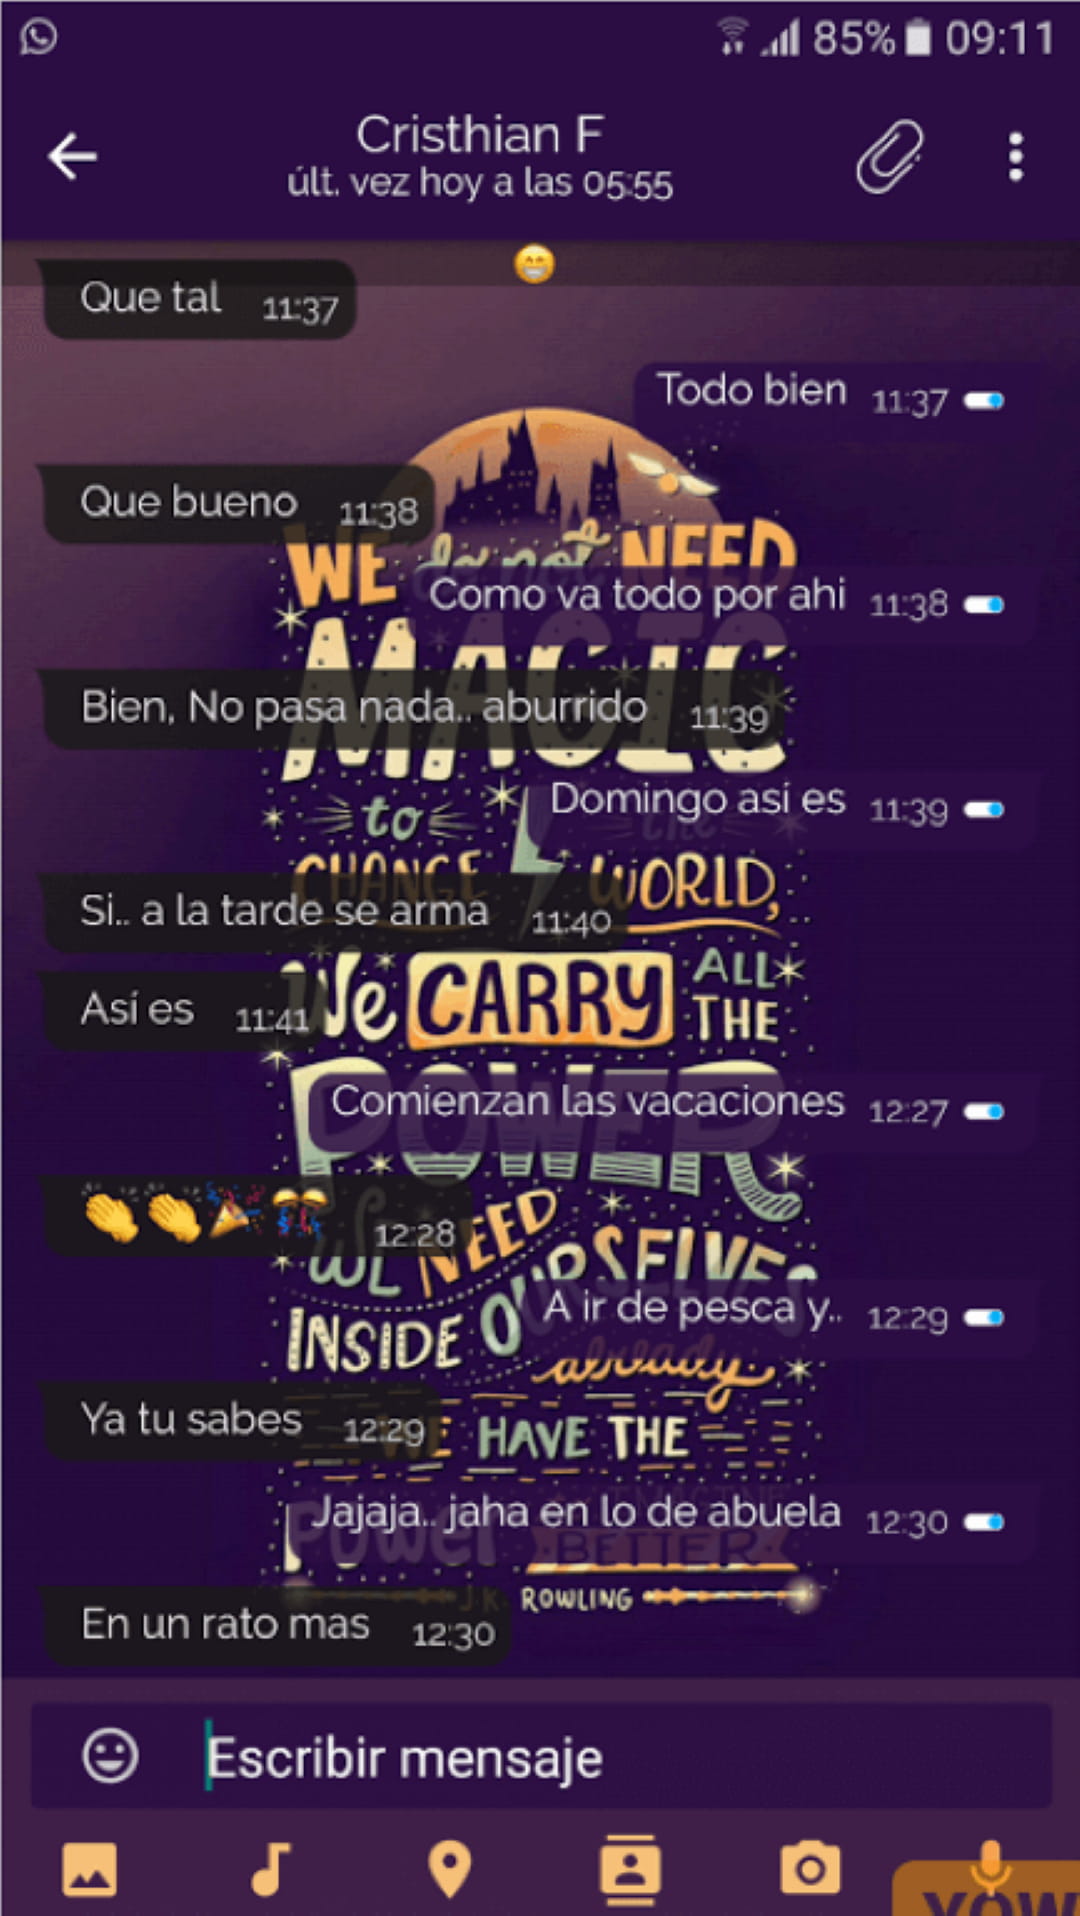 85% 09:11
Cristhian F
últ. vez hoy a las 05:55
Que tal 11:37
Todo bien 11:37
Que bueno 11:38
WE do not NEED
Como va todo por ahi 11:38
MAGIC
Bien, No pasa nada.. aburrido 11:39
Domingo asi es 11:39
to the
CHANGE WORLD,
Si.. a la tarde se arma 11:40
We CARRY ALL THE
Asi es 11:41
POWER
Comienzan las vacaciones 12:27
12:28
WE NEED
OURSELVES
A ir de pesca y.. 12:29
INSIDE
already.
Ya tu sabes 12:29
WE HAVE THE
Jajaja.. jaha en lo de abuela 12:30
Power IMAGINE
BETTER
J.K. ROWLING
En un rato mas 12:30
Escribir mensaje
YOW